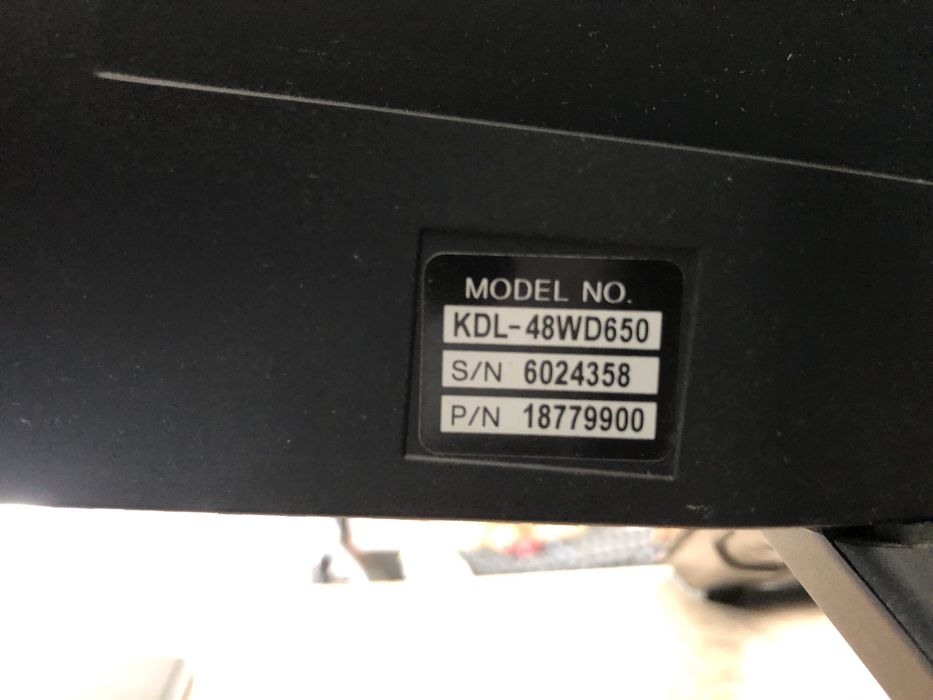 MODEL NO.
KDL-48WD650
S/N 6024358
P/N 18779900